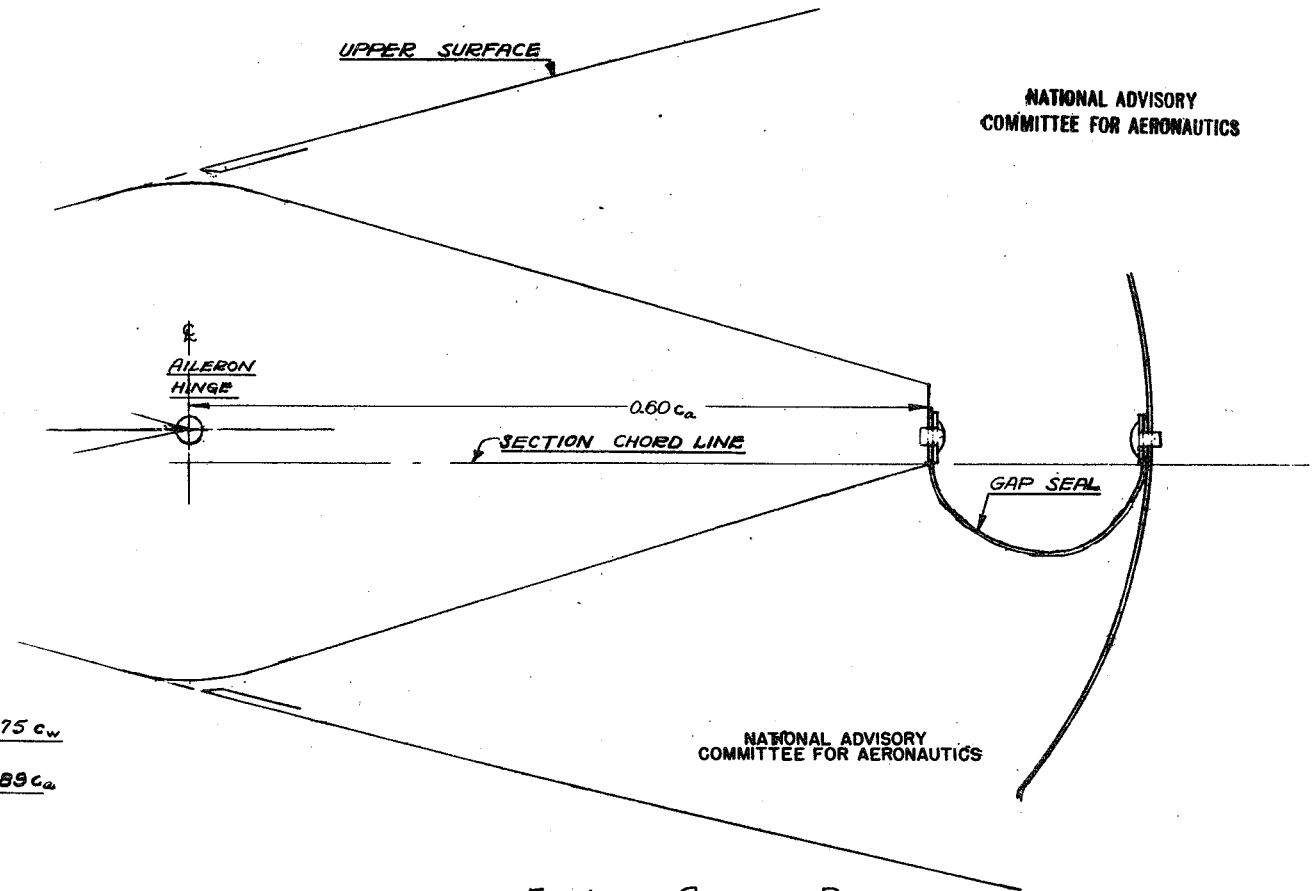 UPPER SURFACE
NATIONAL ADVISORY
COMMITTEE FOR AERONAUTICS
℄
AILERON
HINGE
0.60 cₐ
SECTION CHORD LINE
GAP SEAL
75 c_w
89 cₐ
NATIONAL ADVISORY
COMMITTEE FOR AERONAUTICS